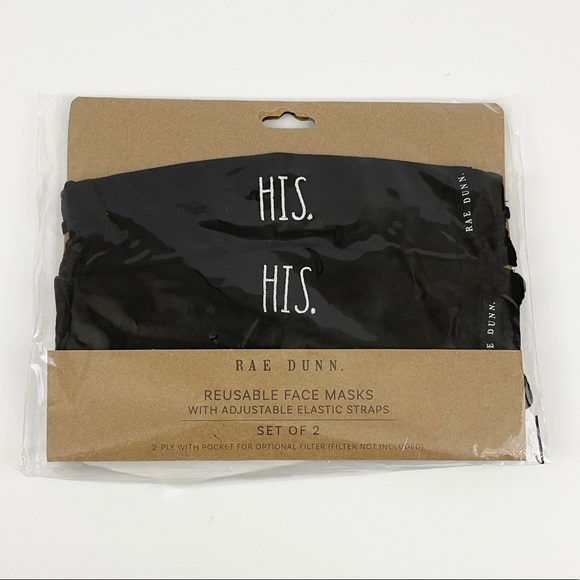 HIS.
RAE DUNN.
HIS.
E DUNN.
RAE DUNN.
REUSABLE FACE MASKS
WITH ADJUSTABLE ELASTIC STRAPS
SET OF 2
2-PLY WITH POCKET FOR OPTIONAL FILTER (FILTER NOT INCLUDED)